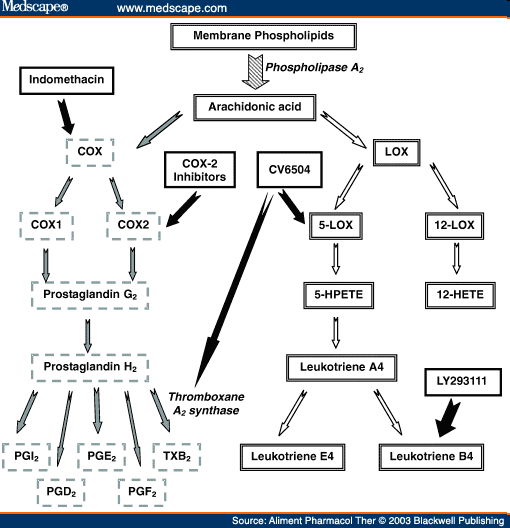 Medscape® www.medscape.com
Membrane Phospholipids
Phospholipase A2
Indomethacin
Arachidonic acid
COX
LOX
COX-2
Inhibitors
CV6504
COX1
COX2
5-LOX
12-LOX
Prostaglandin G2
5-HPETE
12-HETE
Prostaglandin H2
Leukotriene A4
LY293111
Thromboxane
A2 synthase
PGI2
PGE2
TXB2
Leukotriene E4
Leukotriene B4
PGD2
PGF2
Source: Aliment Pharmacol Ther © 2003 Blackwell Publishing